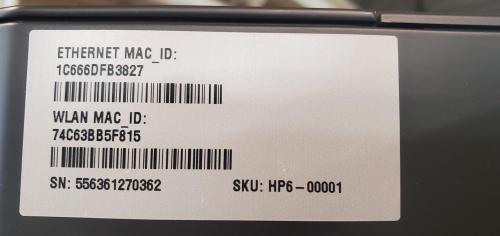 ETHERNET MAC_ID:
1C666DFB3827
WLAN MAC_ID:
74C63BB5F815
SN: 556361270362 SKU: HP6-00001